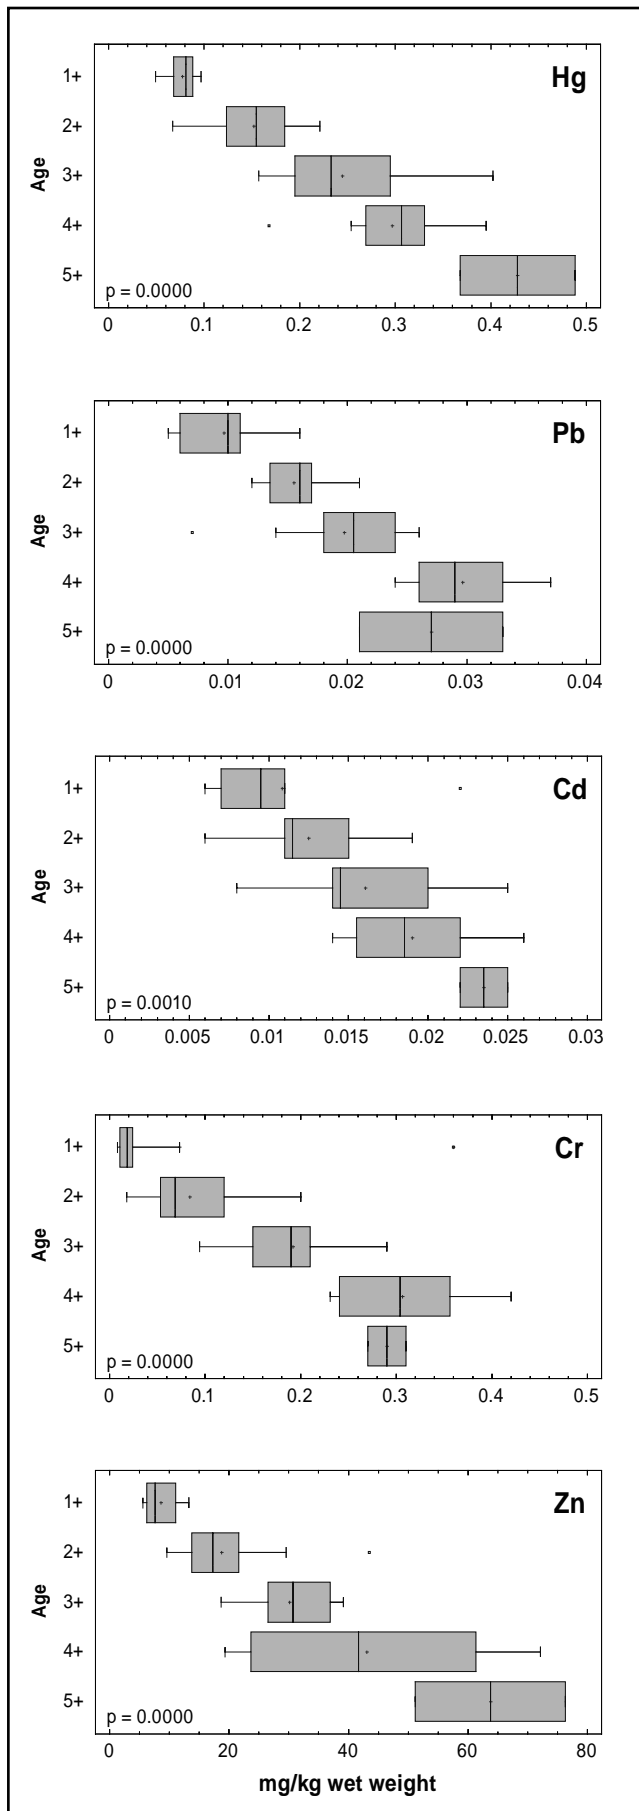 Hg
1+
2+
3+
4+
5+
Age
p = 0.0000
0 0.1 0.2 0.3 0.4 0.5
Pb
1+
2+
3+
4+
5+
Age
p = 0.0000
0 0.01 0.02 0.03 0.04
Cd
1+
2+
3+
4+
5+
Age
p = 0.0010
0 0.005 0.01 0.015 0.02 0.025 0.03
Cr
1+
2+
3+
4+
5+
Age
p = 0.0000
0 0.1 0.2 0.3 0.4 0.5
Zn
1+
2+
3+
4+
5+
Age
p = 0.0000
0 20 40 60 80
mg/kg wet weight